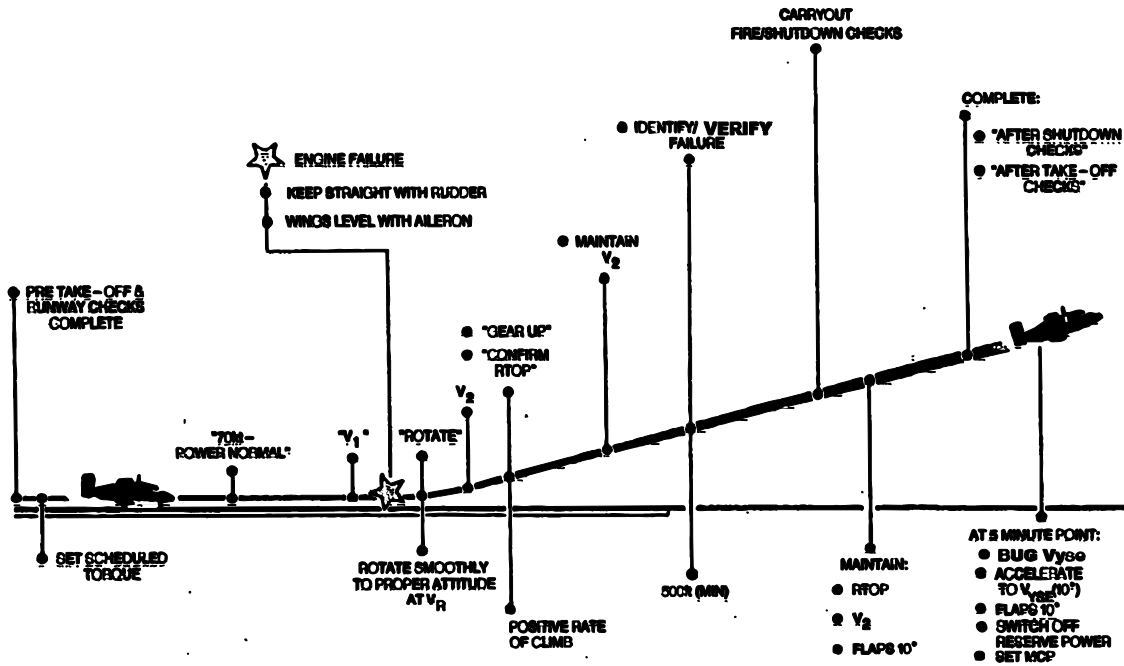 CARRYOUT
FIRE/SHUTDOWN CHECKS
COMPLETE:
"AFTER SHUTDOWN
CHECKS"
"AFTER TAKE-OFF
CHECKS"
IDENTIFY/ VERIFY
FAILURE
ENGINE FAILURE
KEEP STRAIGHT WITH RUDDER
WINGS LEVEL WITH AILERON
MAINTAIN
V2
PRE TAKE-OFF &
RUNWAY CHECKS
COMPLETE
"GEAR UP"
"CONFIRM
RTOP"
V2
"70M-
POWER NORMAL"
"V1"
"ROTATE"
SET SCHEDULED
TORQUE
ROTATE SMOOTHLY
TO PROPER ATTITUDE
AT VR
POSITIVE RATE
OF CLIMB
500ft (MIN)
MAINTAIN:
RTOP
V2
FLAPS 10°
AT 5 MINUTE POINT:
BUG Vyse
ACCELERATE
TO VYSE (10°)
FLAPS 10°
SWITCH OFF
RESERVE POWER
SET MCP